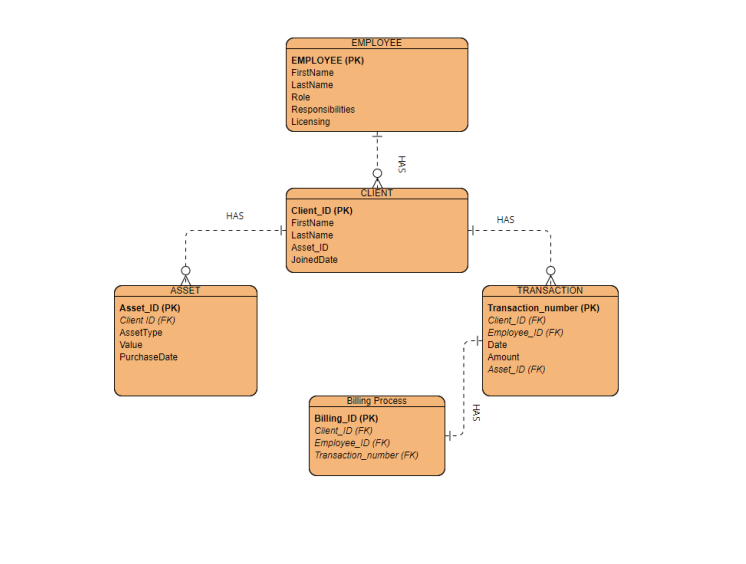 EMPLOYEE
EMPLOYEE (PK)
FirstName
LastName
Role
Responsibilities
Licensing
HAS
CLIENT
Client_ID (PK)
FirstName
LastName
Asset_ID
JoinedDate
HAS
HAS
ASSET
Asset_ID (PK)
Client ID (FK)
AssetType
Value
PurchaseDate
TRANSACTION
Transaction_number (PK)
Client_ID (FK)
Employee_ID (FK)
Date
Amount
Asset_ID (FK)
HAS
Billing Process
Billing_ID (PK)
Client_ID (FK)
Employee_ID (FK)
Transaction_number (FK)